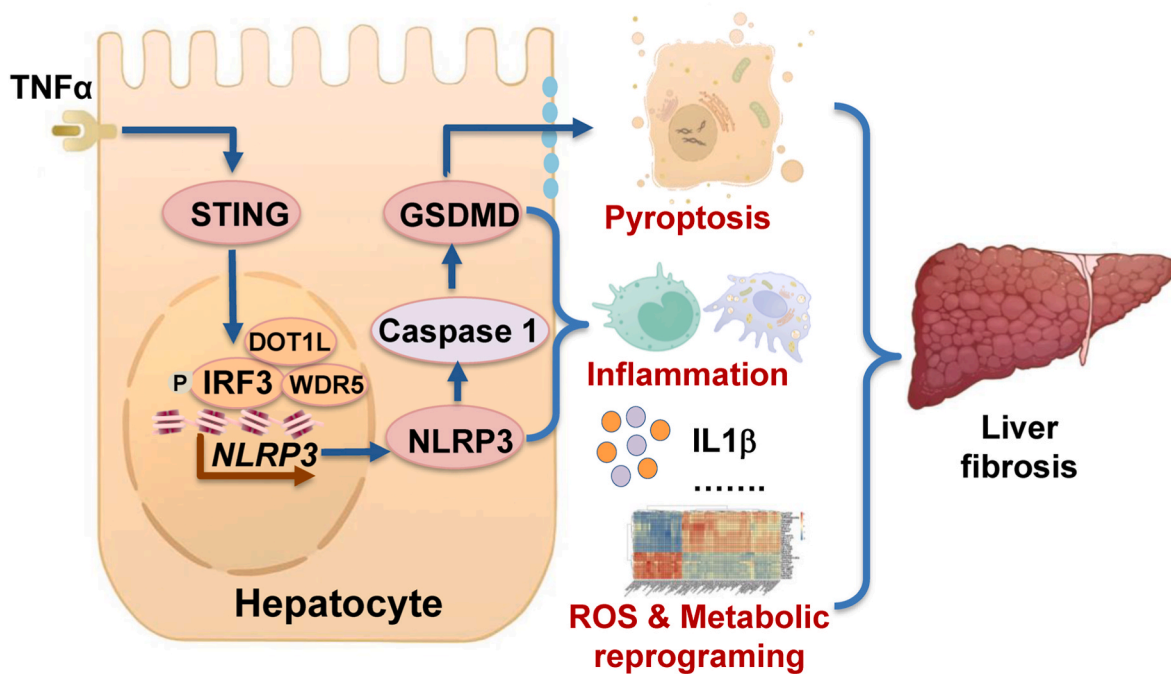 TNFα
STING
GSDMD
Pyroptosis
DOT1L
P
IRF3
WDR5
Caspase 1
Inflammation
NLRP3
NLRP3
IL1β
.......
Liver
fibrosis
Hepatocyte
ROS & Metabolic
reprograming